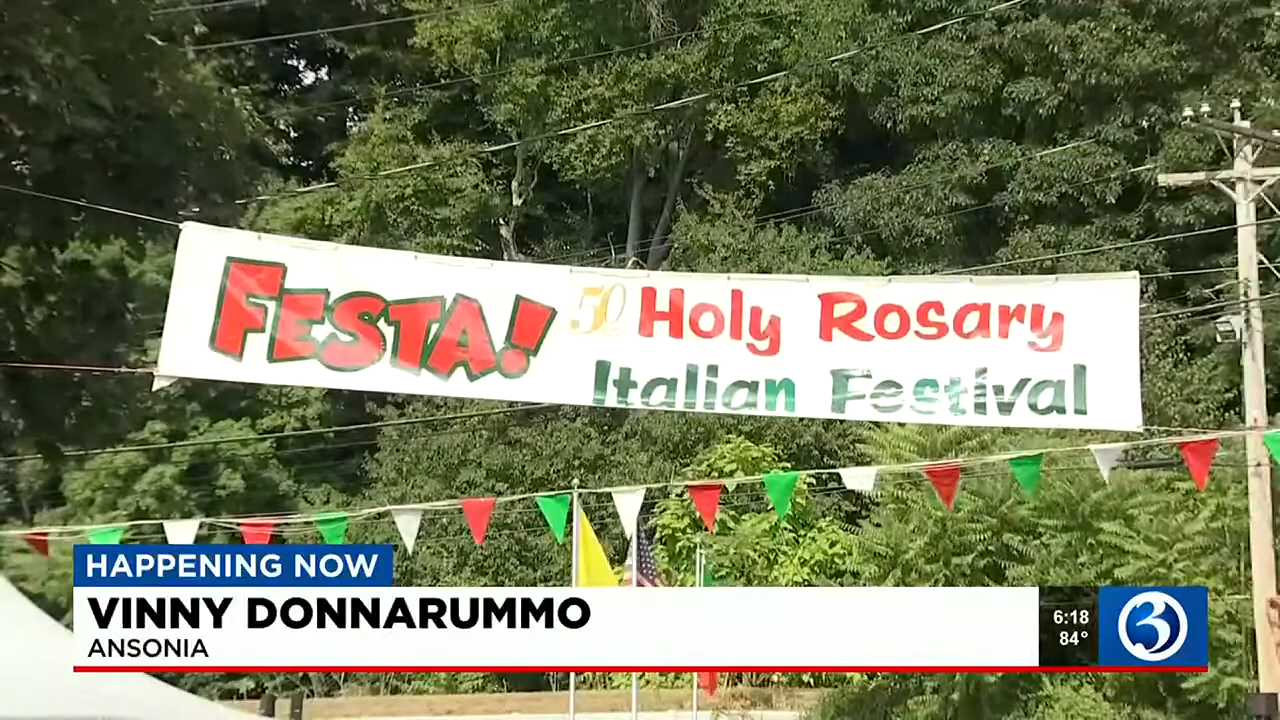 FESTA!
50 Holy Rosary
Italian Festival
HAPPENING NOW
VINNY DONNARUMMO
ANSONIA
6:18
84°
3